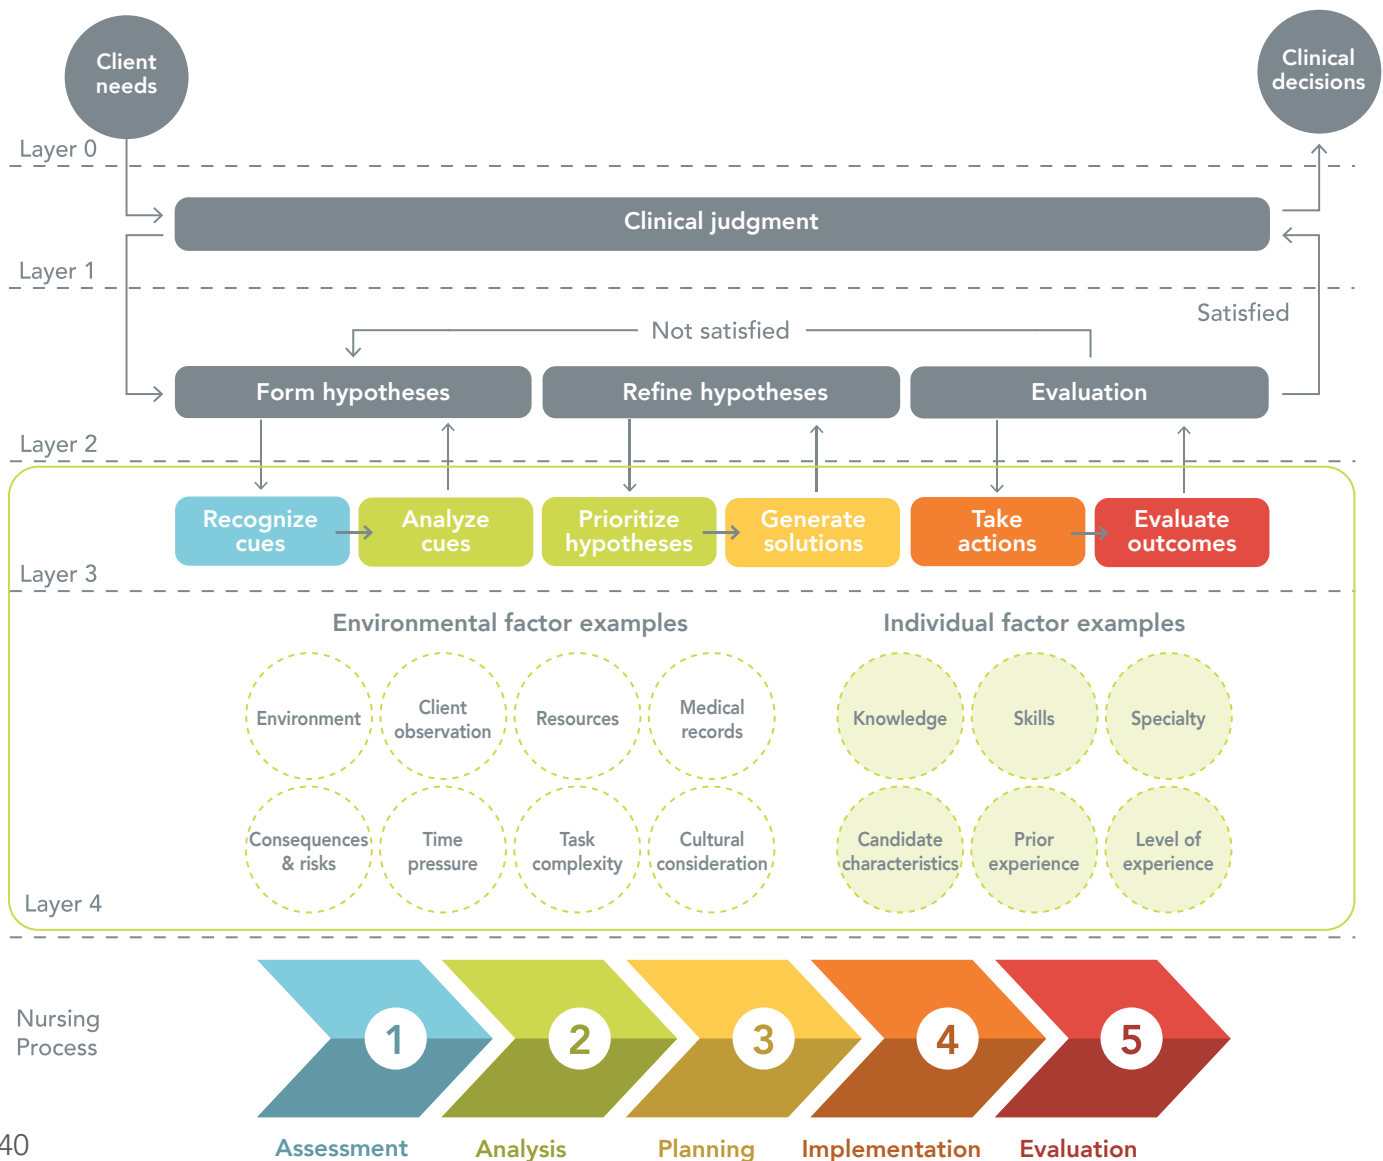 Client
needs
Clinical
decisions
Layer 0
Clinical judgment
Layer 1
Satisfied
Not satisfied
Form hypotheses
Refine hypotheses
Evaluation
Layer 2
Recognize
cues
Analyze
cues
Prioritize
hypotheses
Generate
solutions
Take
actions
Evaluate
outcomes
Layer 3
Environmental factor examples
Individual factor examples
Environment
Client
observation
Resources
Medical
records
Knowledge
Skills
Specialty
Consequences
& risks
Time
pressure
Task
complexity
Cultural
consideration
Candidate
characteristics
Prior
experience
Level of
experience
Layer 4
Nursing
Process
1
2
3
4
5
Assessment
Analysis
Planning
Implementation
Evaluation
40